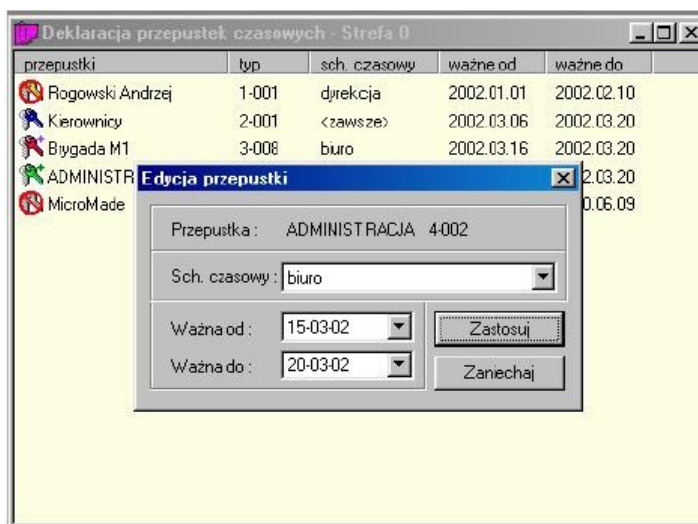 Deklaracja przepustek czasowych - Strefa 0
przepustki typ sch. czasowy ważne od ważne do
Rogowski Andrzej 1-001 dyrekcja 2002.01.01 2002.02.10
Kierownicy 2-001 <zawsze> 2002.03.06 2002.03.20
Brygada M1 3-008 biuro 2002.03.16 2002.03.20
ADMINISTR 2.03.20
MicroMade 0.06.09
Edycja przepustki
Przepustka : ADMINISTRACJA 4-002
Sch. czasowy : biuro
Ważna od : 15-03-02 Zastosuj
Ważna do : 20-03-02 Zaniechaj